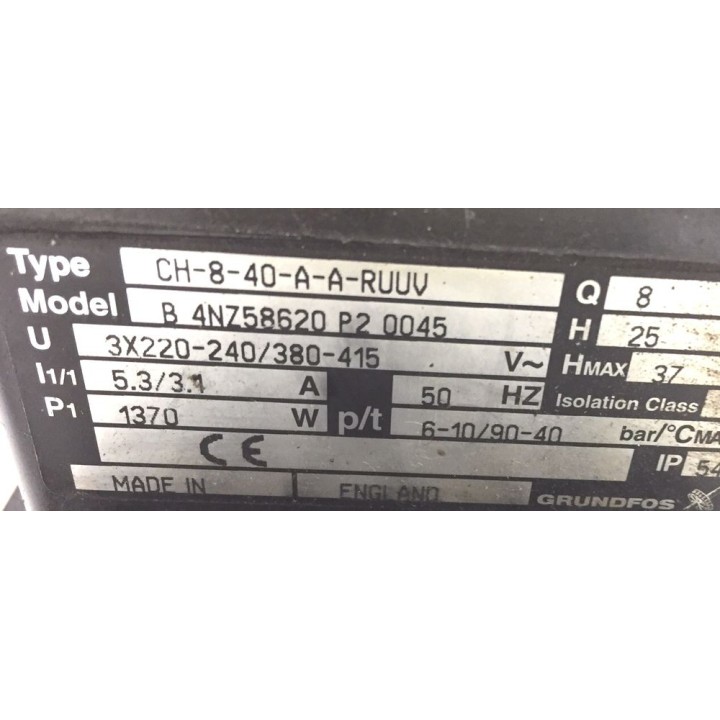 Type CH-8-40-A-A-RUUV Q 8
Model B 4NZ58620 P2 0045 H 25
U 3X220-240/380-415 V~ HMAX 37
I1/1 5.3/3.1 A 50 HZ Isolation Class
P1 1370 W p/t 6-10/90-40 bar/°CMA
CE IP
MADE IN ENGLAND GRUNDFOS